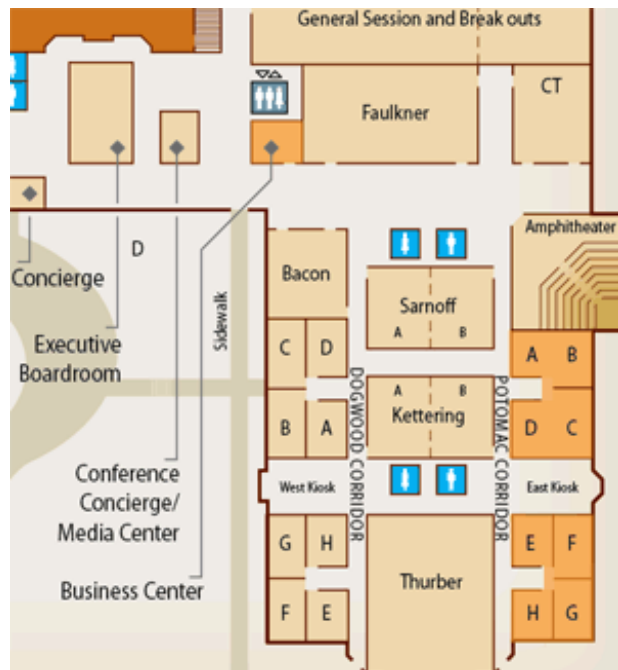 General Session and Break outs
CT
Faulkner
Amphitheater
D
Concierge
Bacon
Sarnoff
A B
Sidewalk
Executive
Boardroom
C D
A B
DOGWOOD CORRIDOR
A B
Kettering
POTOMAC CORRIDOR
B A
D C
Conference
Concierge/
Media Center
West Kiosk
East Kiosk
G H
E F
Business Center
Thurber
F E
H G